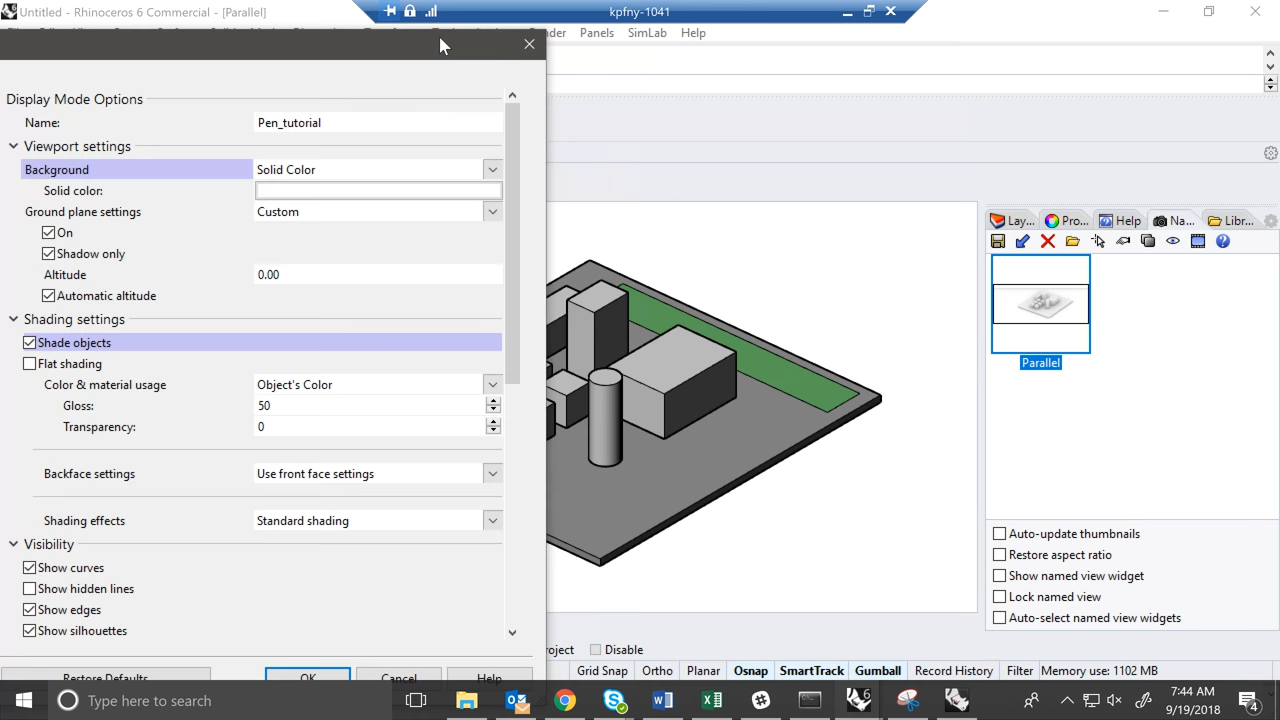 Untitled - Rhinoceros 6 Commercial - [Parallel]
kpfny-1041
Panels SimLab Help
Display Mode Options
Name: Pen_tutorial
Viewport settings
Background Solid Color
Solid color:
Ground plane settings Custom
On
Shadow only
Altitude 0.00
Automatic altitude
Shading settings
Shade objects
Flat shading
Color & material usage Object's Color
Gloss: 50
Transparency: 0
Backface settings Use front face settings
Shading effects Standard shading
Visibility
Show curves
Show hidden lines
Show edges
Show silhouettes
Restore Defaults OK Cancel Help
Lay... Pro... Help Na... Libr...
Parallel
Auto-update thumbnails
Restore aspect ratio
Show named view widget
Lock named view
Auto-select named view widgets
Disable
Grid Snap Ortho Planar Osnap SmartTrack Gumball Record History Filter Memory use: 1102 MB
Type here to search
7:44 AM
9/19/2018
4